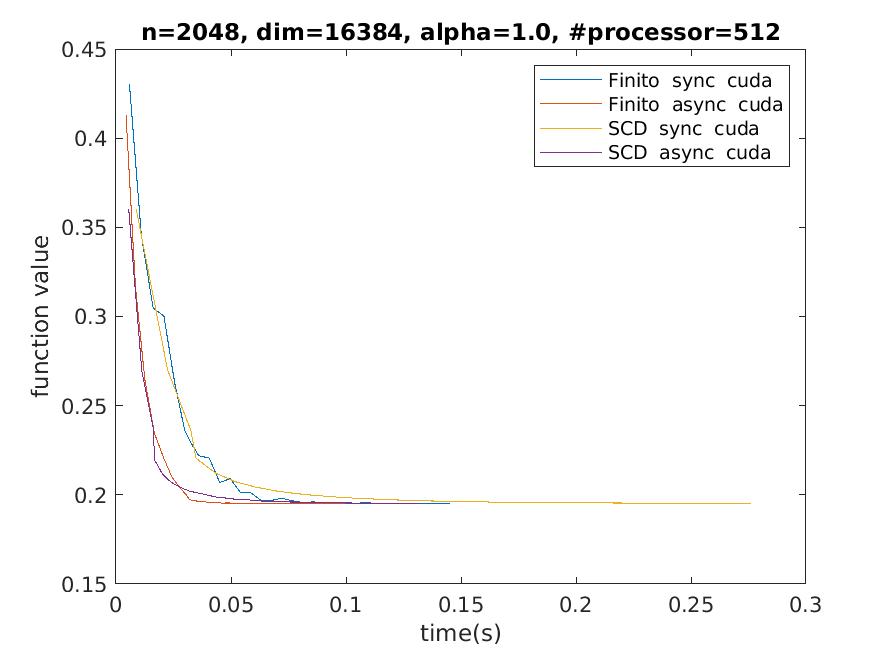 n=2048, dim=16384, alpha=1.0, #processor=512
0.45
0.4
0.35
0.3
0.25
0.2
0.15
function value
Finito sync cuda
Finito async cuda
SCD sync cuda
SCD async cuda
0 0.05 0.1 0.15 0.2 0.25 0.3
time(s)